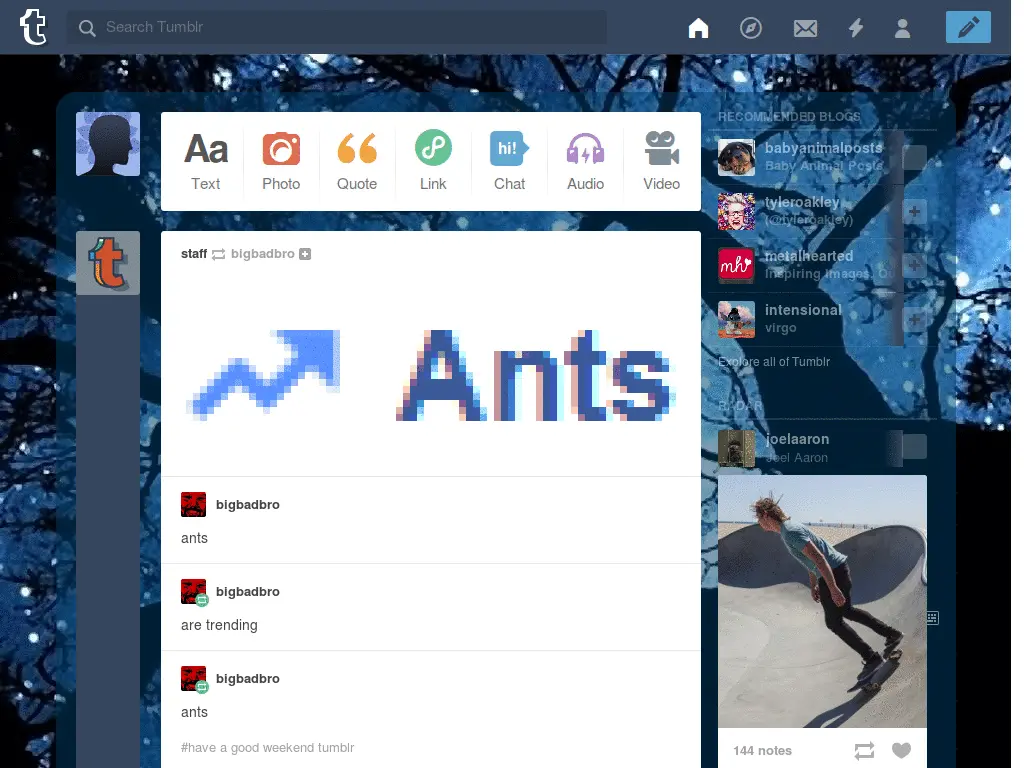 Search Tumblr
Aa
hi!
Text Photo Quote Link Chat Audio Video
staff bigbadbro
Ants
bigbadbro
ants
bigbadbro
are trending
bigbadbro
ants
#have a good weekend tumblr
RECOMMENDED BLOGS
babyanimalposts
Baby Animal Posts
tyleroakley
(@tyleroakley)
metalhearted
mh
Inspiring Images. Ou
intensional
virgo
Explore all of Tumblr
RADAR
joelaaron
Joel Aaron
144 notes